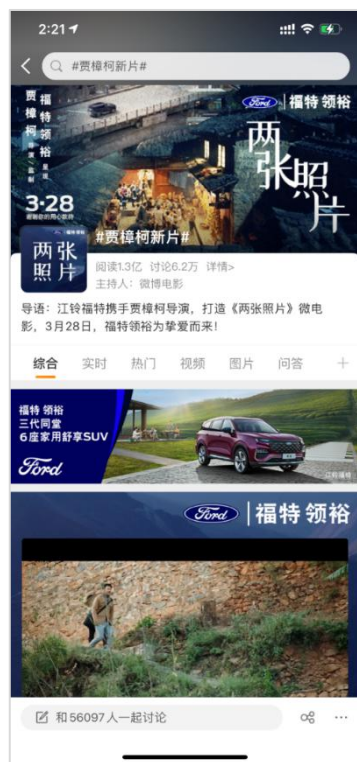 2:21
#贾樟柯新片#
贾樟柯
导演/监制
福特领裕
呈现
Ford
福特 领裕
两张照片
3·28
两张
照片
#贾樟柯新片#
阅读1.3亿 讨论6.2万 详情>
主持人:微博电影
导语:江铃福特携手贾樟柯导演,打造《两张照片》微电
影,3月28日,福特领裕为挚爱而来!
综合 实时 热门 视频 图片 问答
福特 领裕
三代同堂
6座家用舒享SUV
Ford
Ford
福特 领裕
和56097人一起讨论